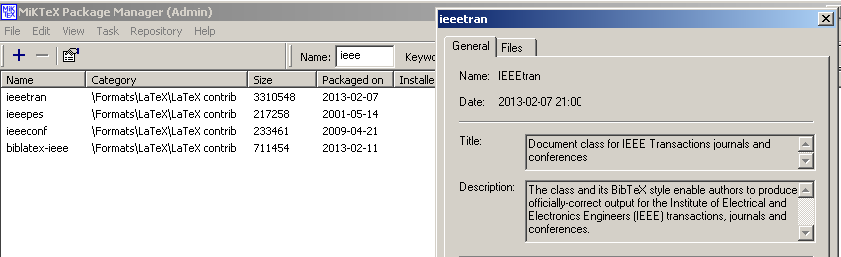 MiKTeX Package Manager (Admin)
File Edit View Task Repository Help
Name: ieee Keywo
Name Category Size Packaged on Installe
ieeetran \Formats\LaTeX\LaTeX contrib 3310548 2013-02-07
ieeepes \Formats\LaTeX\LaTeX contrib 217258 2001-05-14
ieeeconf \Formats\LaTeX\LaTeX contrib 233461 2009-04-21
biblatex-ieee \Formats\LaTeX\LaTeX contrib 711454 2013-02-11
ieeetran
General Files
Name: IEEEtran
Date: 2013-02-07 21:00
Title: Document class for IEEE Transactions journals and
conferences
Description: The class and its BibTeX style enable authors to produce
officially-correct output for the Institute of Electrical and
Electronics Engineers (IEEE) transactions, journals and
conferences.